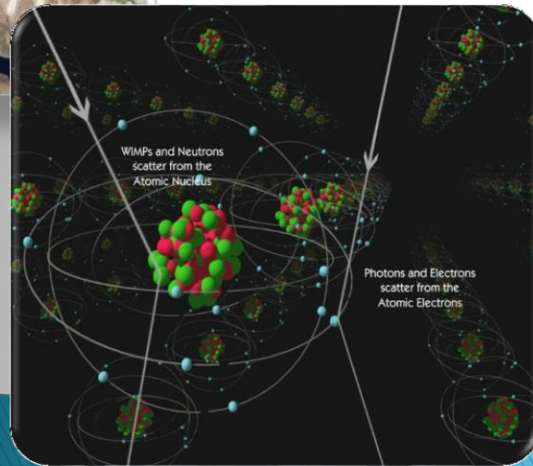 WIMPs and Neutrons
scatter from the
Atomic Nucleus
Photons and Electrons
scatter from the
Atomic Electrons